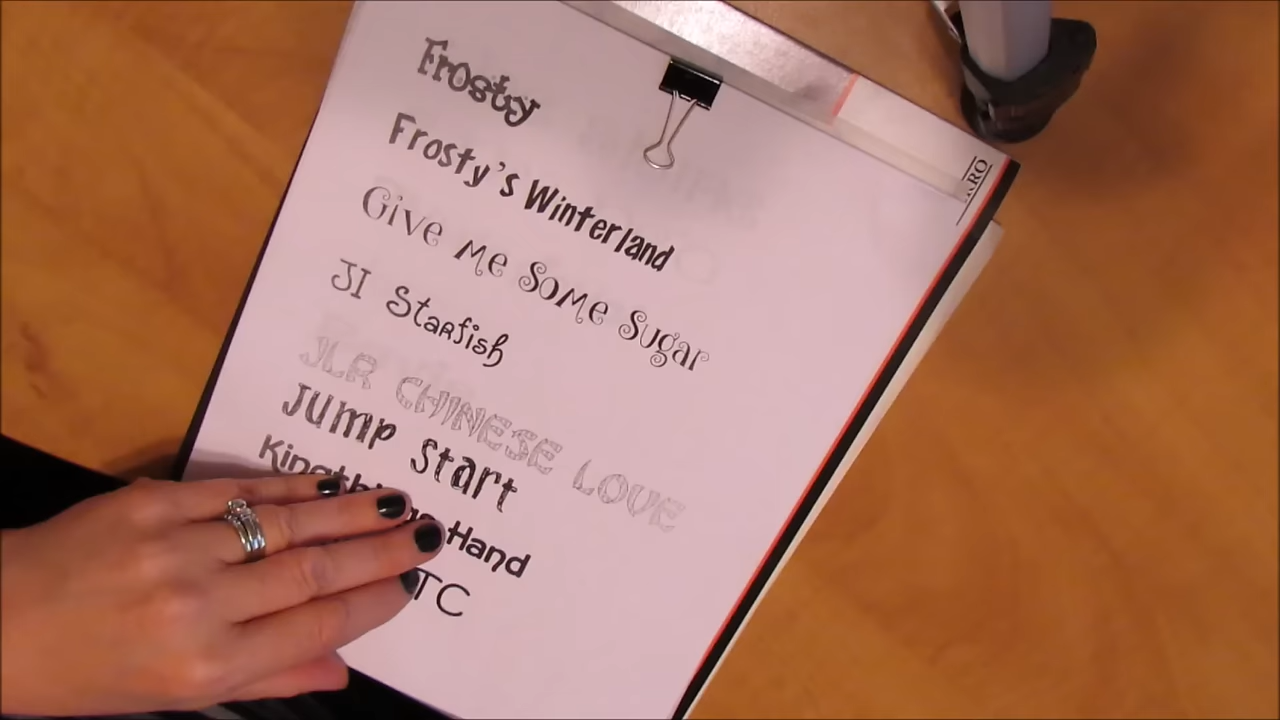 Frosty
Frosty's Winterland
Give Me Some Sugar
JI Starfish
JLR CHINESE LOVE
Jump Start
Hand
TC